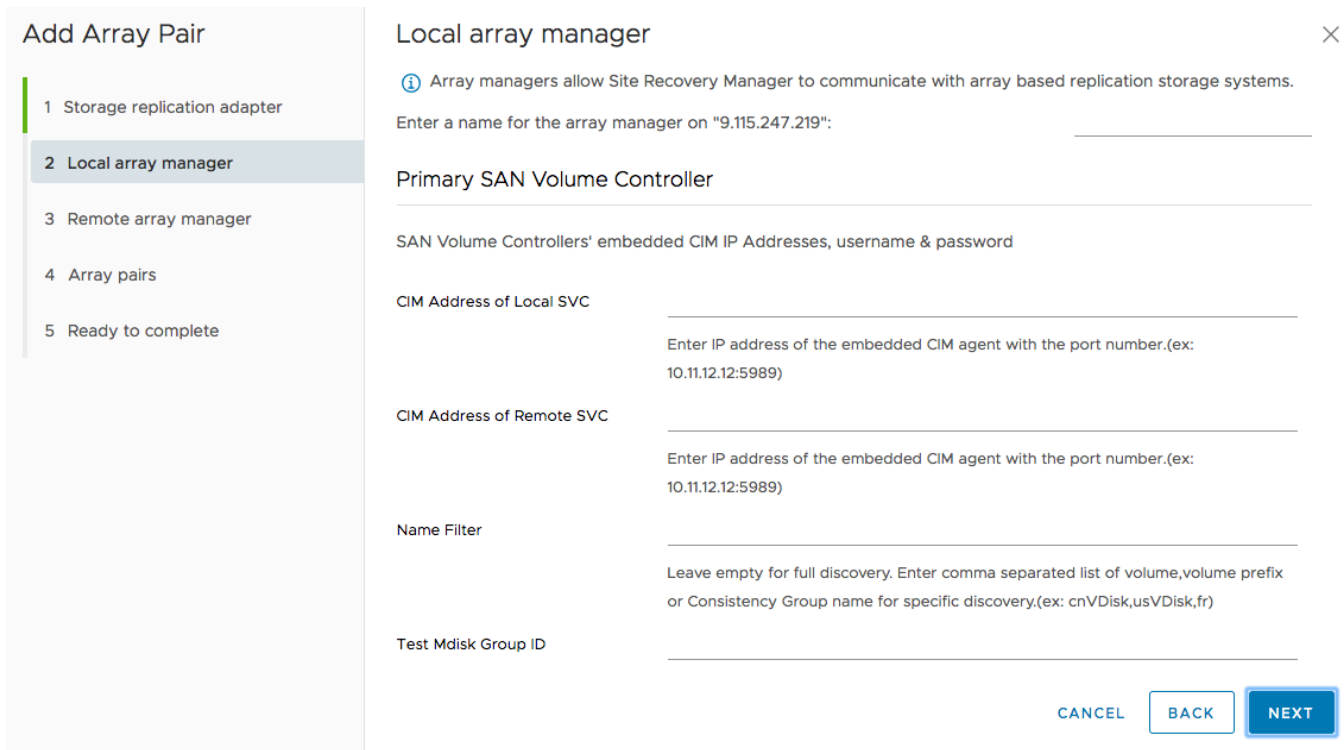 Add Array Pair
1 Storage replication adapter
2 Local array manager
3 Remote array manager
4 Array pairs
5 Ready to complete
Local array manager
Array managers allow Site Recovery Manager to communicate with array based replication storage systems.
Enter a name for the array manager on "9.115.247.219":
Primary SAN Volume Controller
SAN Volume Controllers' embedded CIM IP Addresses, username & password
CIM Address of Local SVC
Enter IP address of the embedded CIM agent with the port number.(ex:
10.11.12.12:5989)
CIM Address of Remote SVC
Enter IP address of the embedded CIM agent with the port number.(ex:
10.11.12.12:5989)
Name Filter
Leave empty for full discovery. Enter comma separated list of volume,volume prefix
or Consistency Group name for specific discovery.(ex: cnVDisk,usVDisk,fr)
Test Mdisk Group ID
CANCEL BACK NEXT